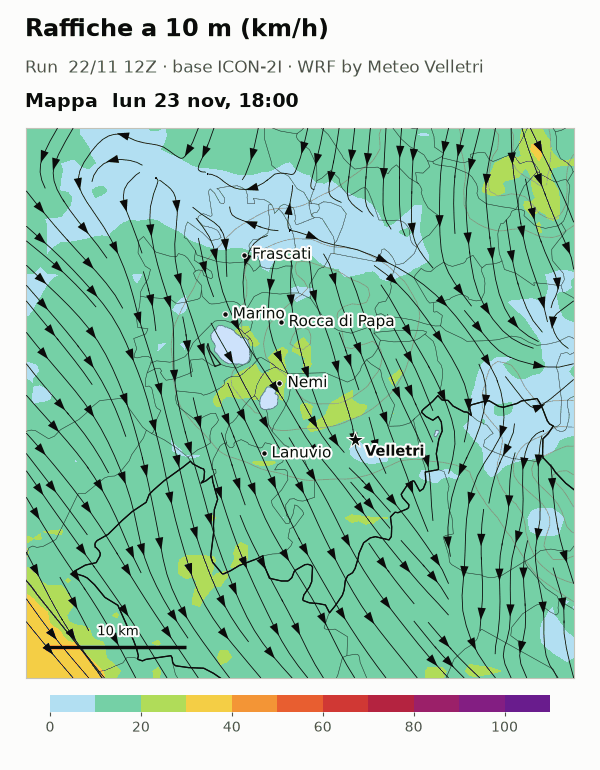 Raffiche a 10 m (km/h)
Run  22/11 12Z · base ICON-2I · WRF by Meteo Velletri
Mappa  lun 23 nov, 18:00
Frascati
Marino
Rocca di Papa
Nemi
Velletri
Lanuvio
10 km
0 20 40 60 80 100